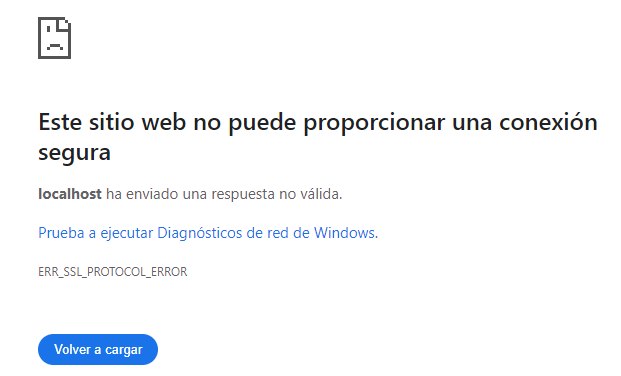 Este sitio web no puede proporcionar una conexión
segura
localhost ha enviado una respuesta no válida.
Prueba a ejecutar Diagnósticos de red de Windows.
ERR_SSL_PROTOCOL_ERROR
Volver a cargar